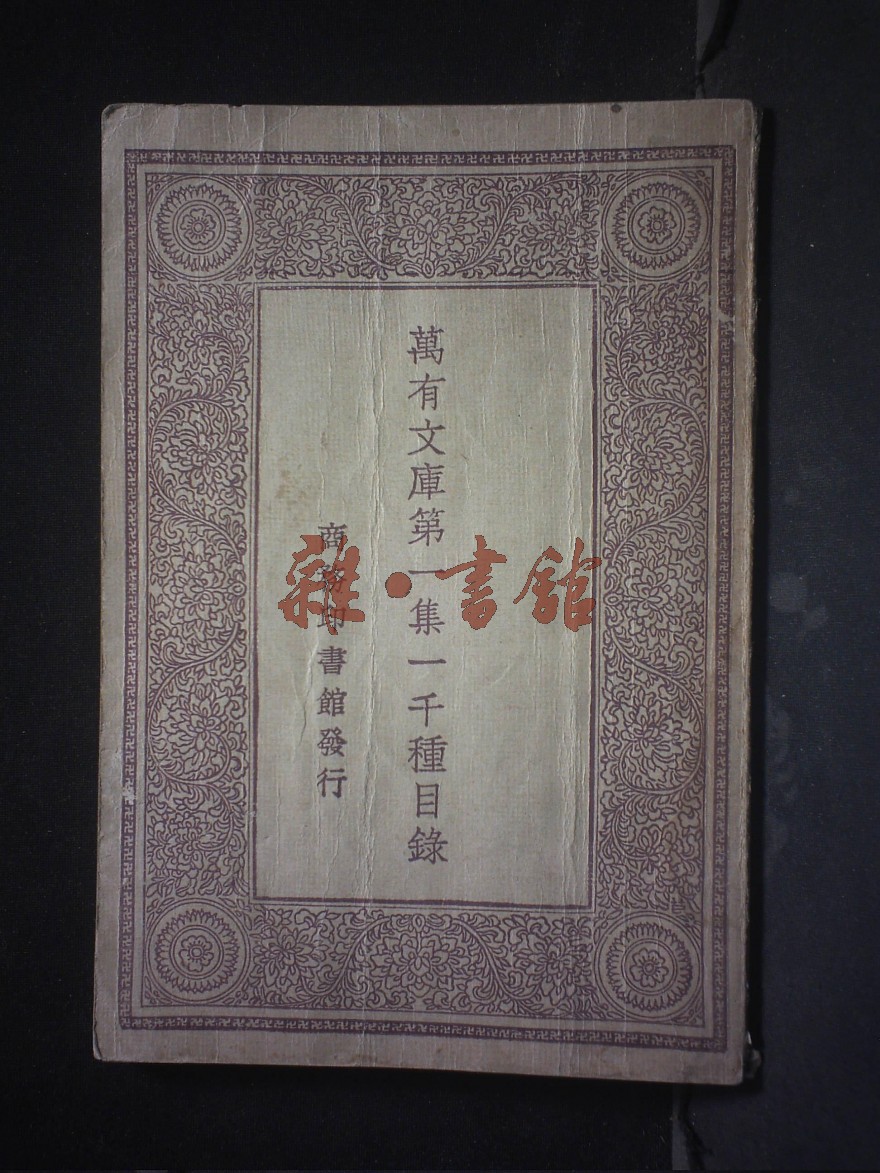 萬有文庫第一集一千種目錄
商務印書館發行
雜·書館